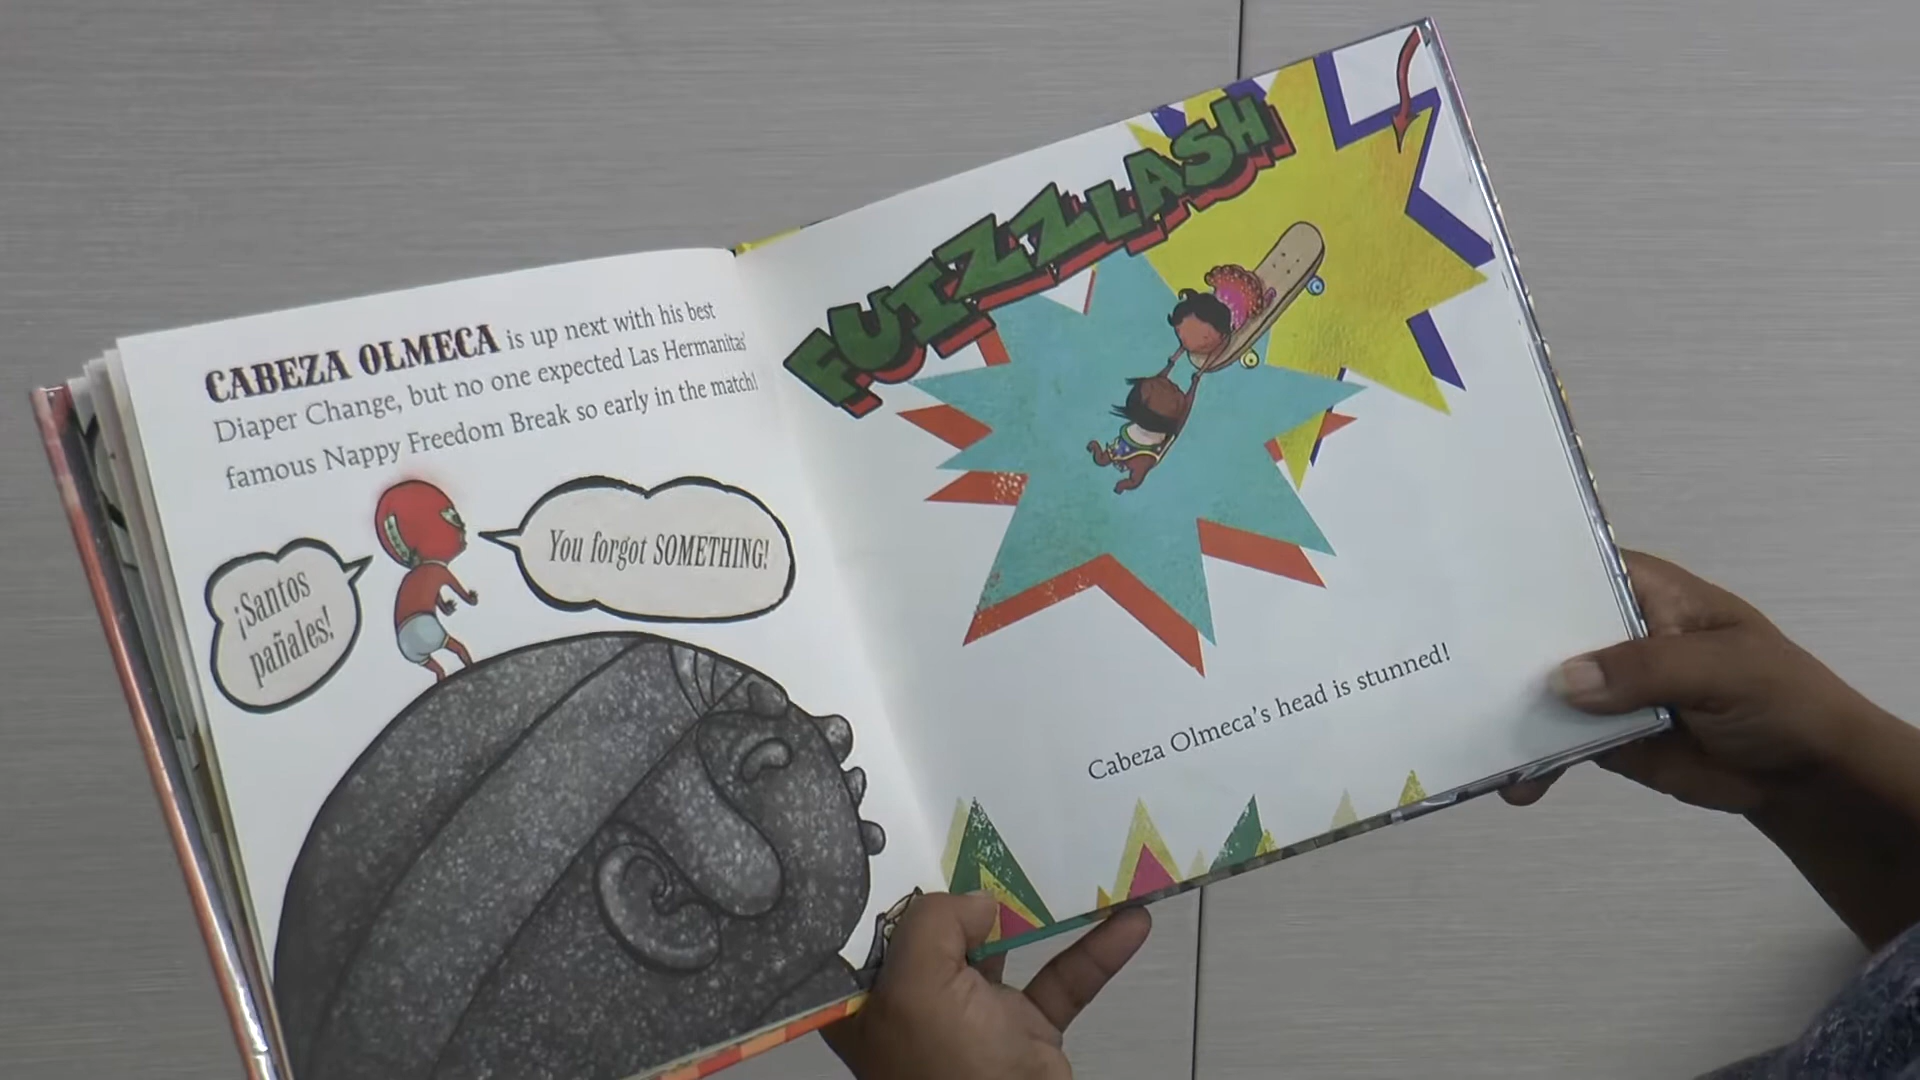 CABEZA OLMECA is up next with his best
Diaper Change, but no one expected Las Hermanitas'
famous Nappy Freedom Break so early in the match!
¡Santos
pañales!
You forgot SOMETHING!
FUIZZLASH
Cabeza Olmeca's head is stunned!